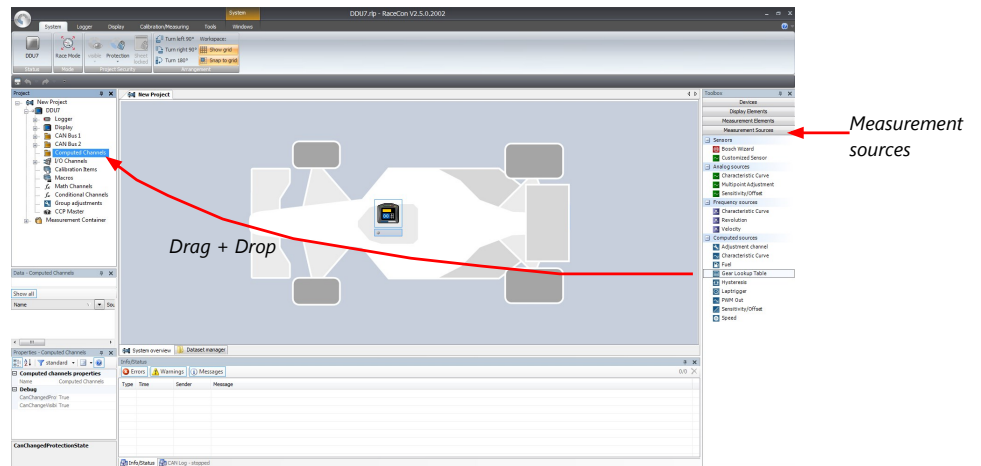 System
DDU7.rlp - RaceCon V2.5.0.2002
System Logger Display Calibration/Measuring Tools Windows
DDU7
Race Mode
visible
Protection
Sheet locked
Turn left 90°
Turn right 90°
Turn 180°
Workspace:
Show grid
Snap to grid
Status Mode Project Security Arrangement
Project
New Project
DDU7
Logger
Display
CAN Bus 1
CAN Bus 2
Computed Channels
I/O Channels
Calibration Items
Macros
Math Channels
Conditional Channels
Group adjustments
CCP Master
Measurement Container
Data - Computed Channels
Show all
Name Sou
Properties - Computed Channels
standard
Computed channels properties
Name Computed Channels
Debug
CanChangedPro: True
CanChangeVisib: True
CanChangedProtectionState
New Project
Drag + Drop
System overview Dataset manager
Info/Status
Errors Warnings Messages 0/0
Type Time Sender Message
Info/Status CAN Log - stopped
Toolbox
Devices
Display Elements
Measurement Elements
Measurement Sources
Sensors
Bosch Wizard
Customized Sensor
Analog sources
Characteristic Curve
Multipoint Adjustment
Sensitivity/Offset
Frequency sources
Characteristic Curve
Revolution
Velocity
Computed sources
Adjustment channel
Characteristic Curve
Fuel
Gear Lookup Table
Hysteresis
Laptrigger
PWM Out
Sensitivity/Offset
Speed
Measurement
sources